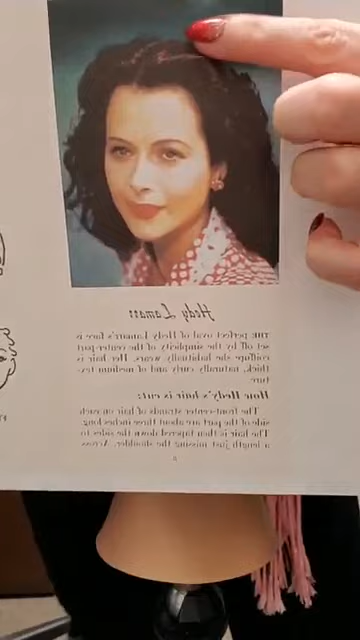 Hedy Lamarr
THE perfect oval of Hedy Lamarr's face is
set off by the simplicity of the center-part
coiffure she habitually wears. Her hair is
thick, naturally curly and of medium tex-
ture.
How Hedy's hair is cut:
The front-center strands of hair on each
side of the part are about three inches long.
The hair is then tapered down the sides to
a length just missing the shoulder. Across